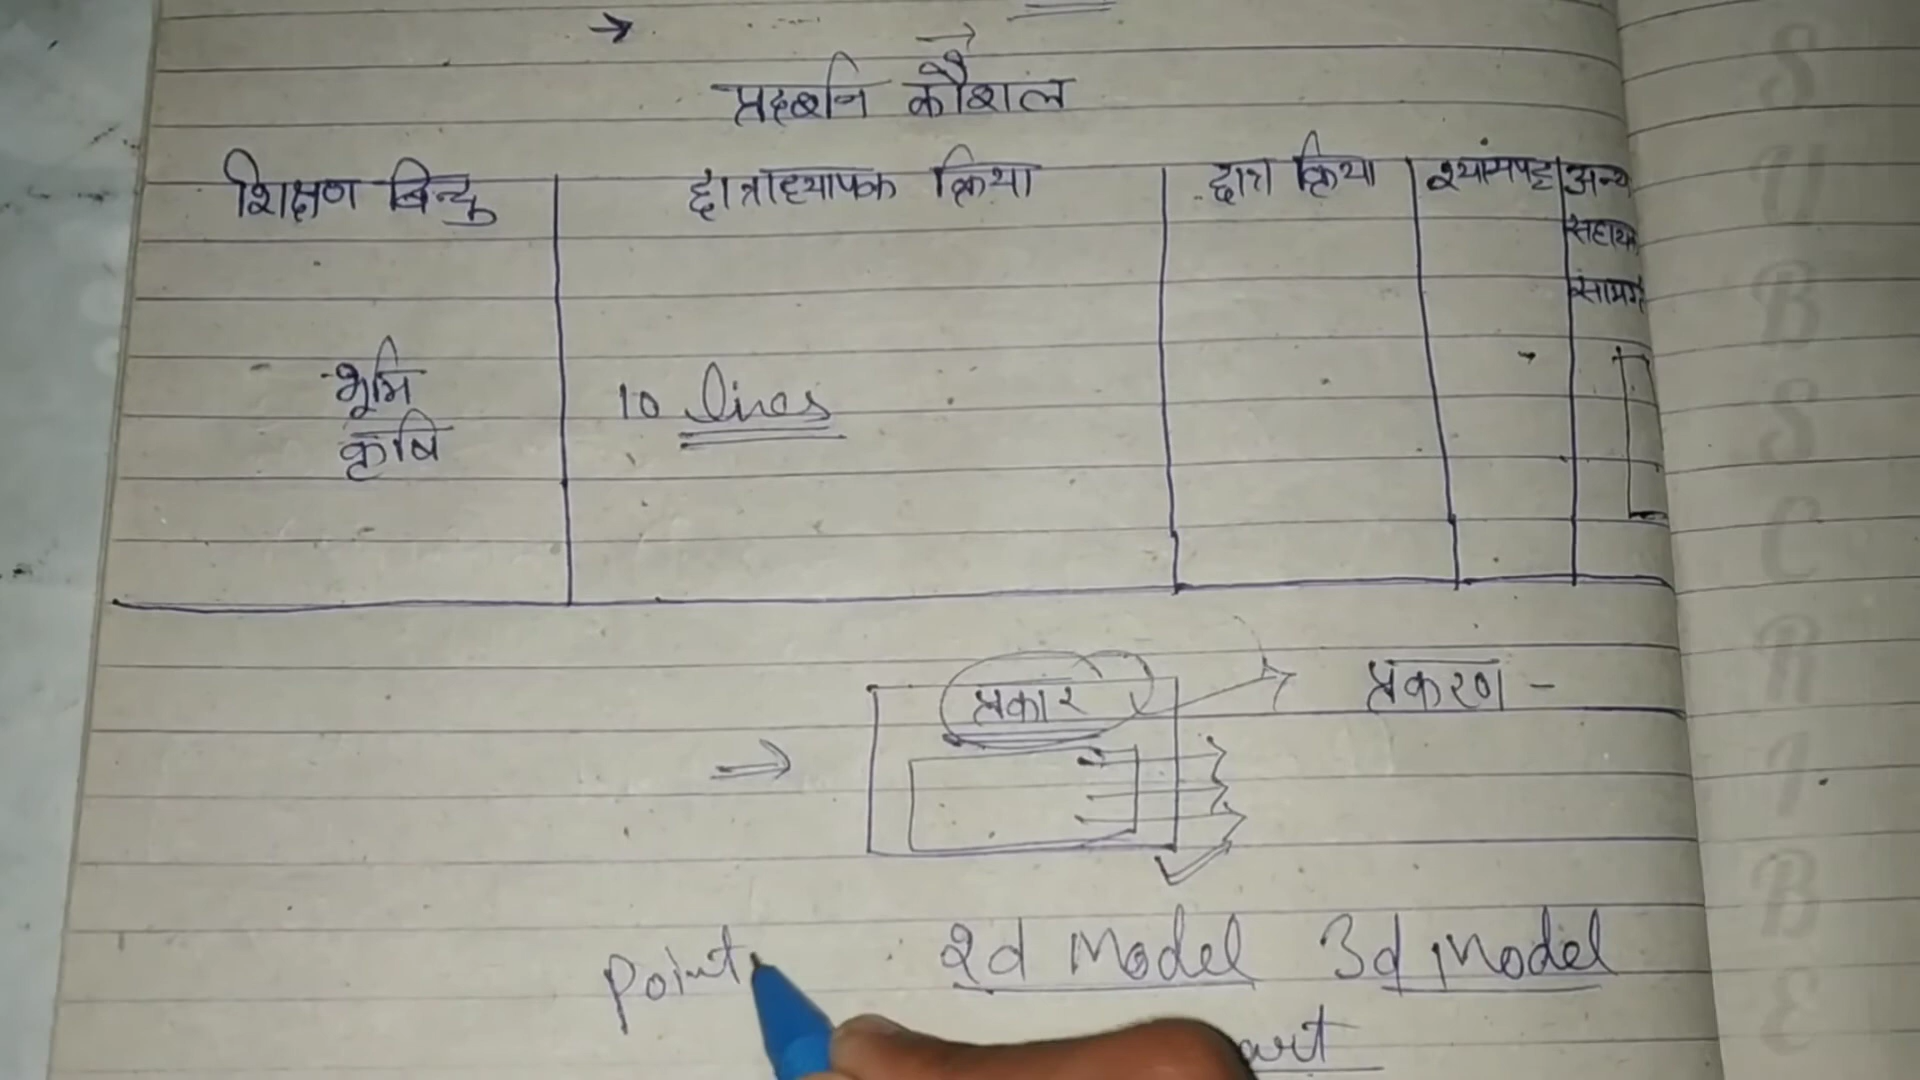 प्रदर्शन कौशल
शिक्षण बिन्दु छात्राध्यापक क्रिया छात्र क्रिया श्यामपट्ट अन्य
सहायक
सामग्री
भूमि 10 lines
कृषि
प्रकार प्रकरण -
Point 2d Model 3d Model
SUBSCRIBE